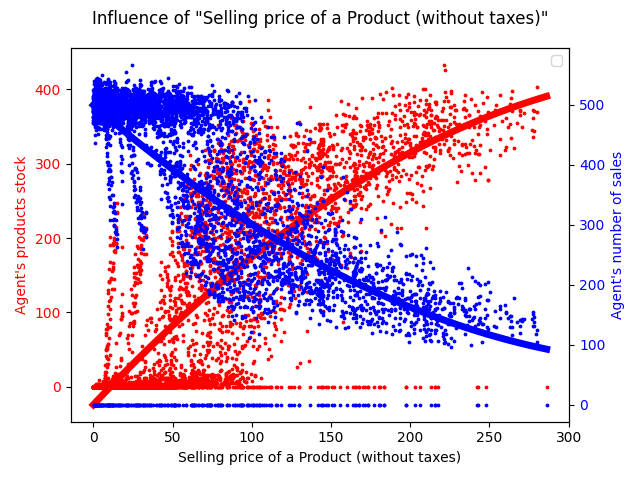 Influence of "Selling price of a Product (without taxes)"
400
300
200
100
0
Agent's products stock
500
400
300
200
100
0
Agent's number of sales
0 50 100 150 200 250 300
Selling price of a Product (without taxes)